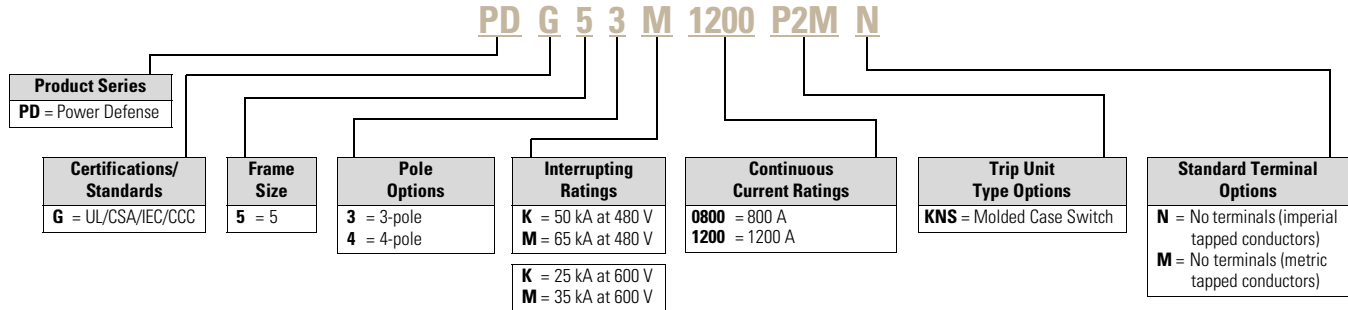 PD G 5 3 M 1200 P2M N
Product Series
PD = Power Defense
Certifications/
Standards
G = UL/CSA/IEC/CCC
Frame
Size
5 = 5
Pole
Options
3 = 3-pole
4 = 4-pole
Interrupting
Ratings
K = 50 kA at 480 V
M = 65 kA at 480 V
K = 25 kA at 600 V
M = 35 kA at 600 V
Continuous
Current Ratings
0800 = 800 A
1200 = 1200 A
Trip Unit
Type Options
KNS = Molded Case Switch
Standard Terminal
Options
N = No terminals (imperial
tapped conductors)
M = No terminals (metric
tapped conductors)